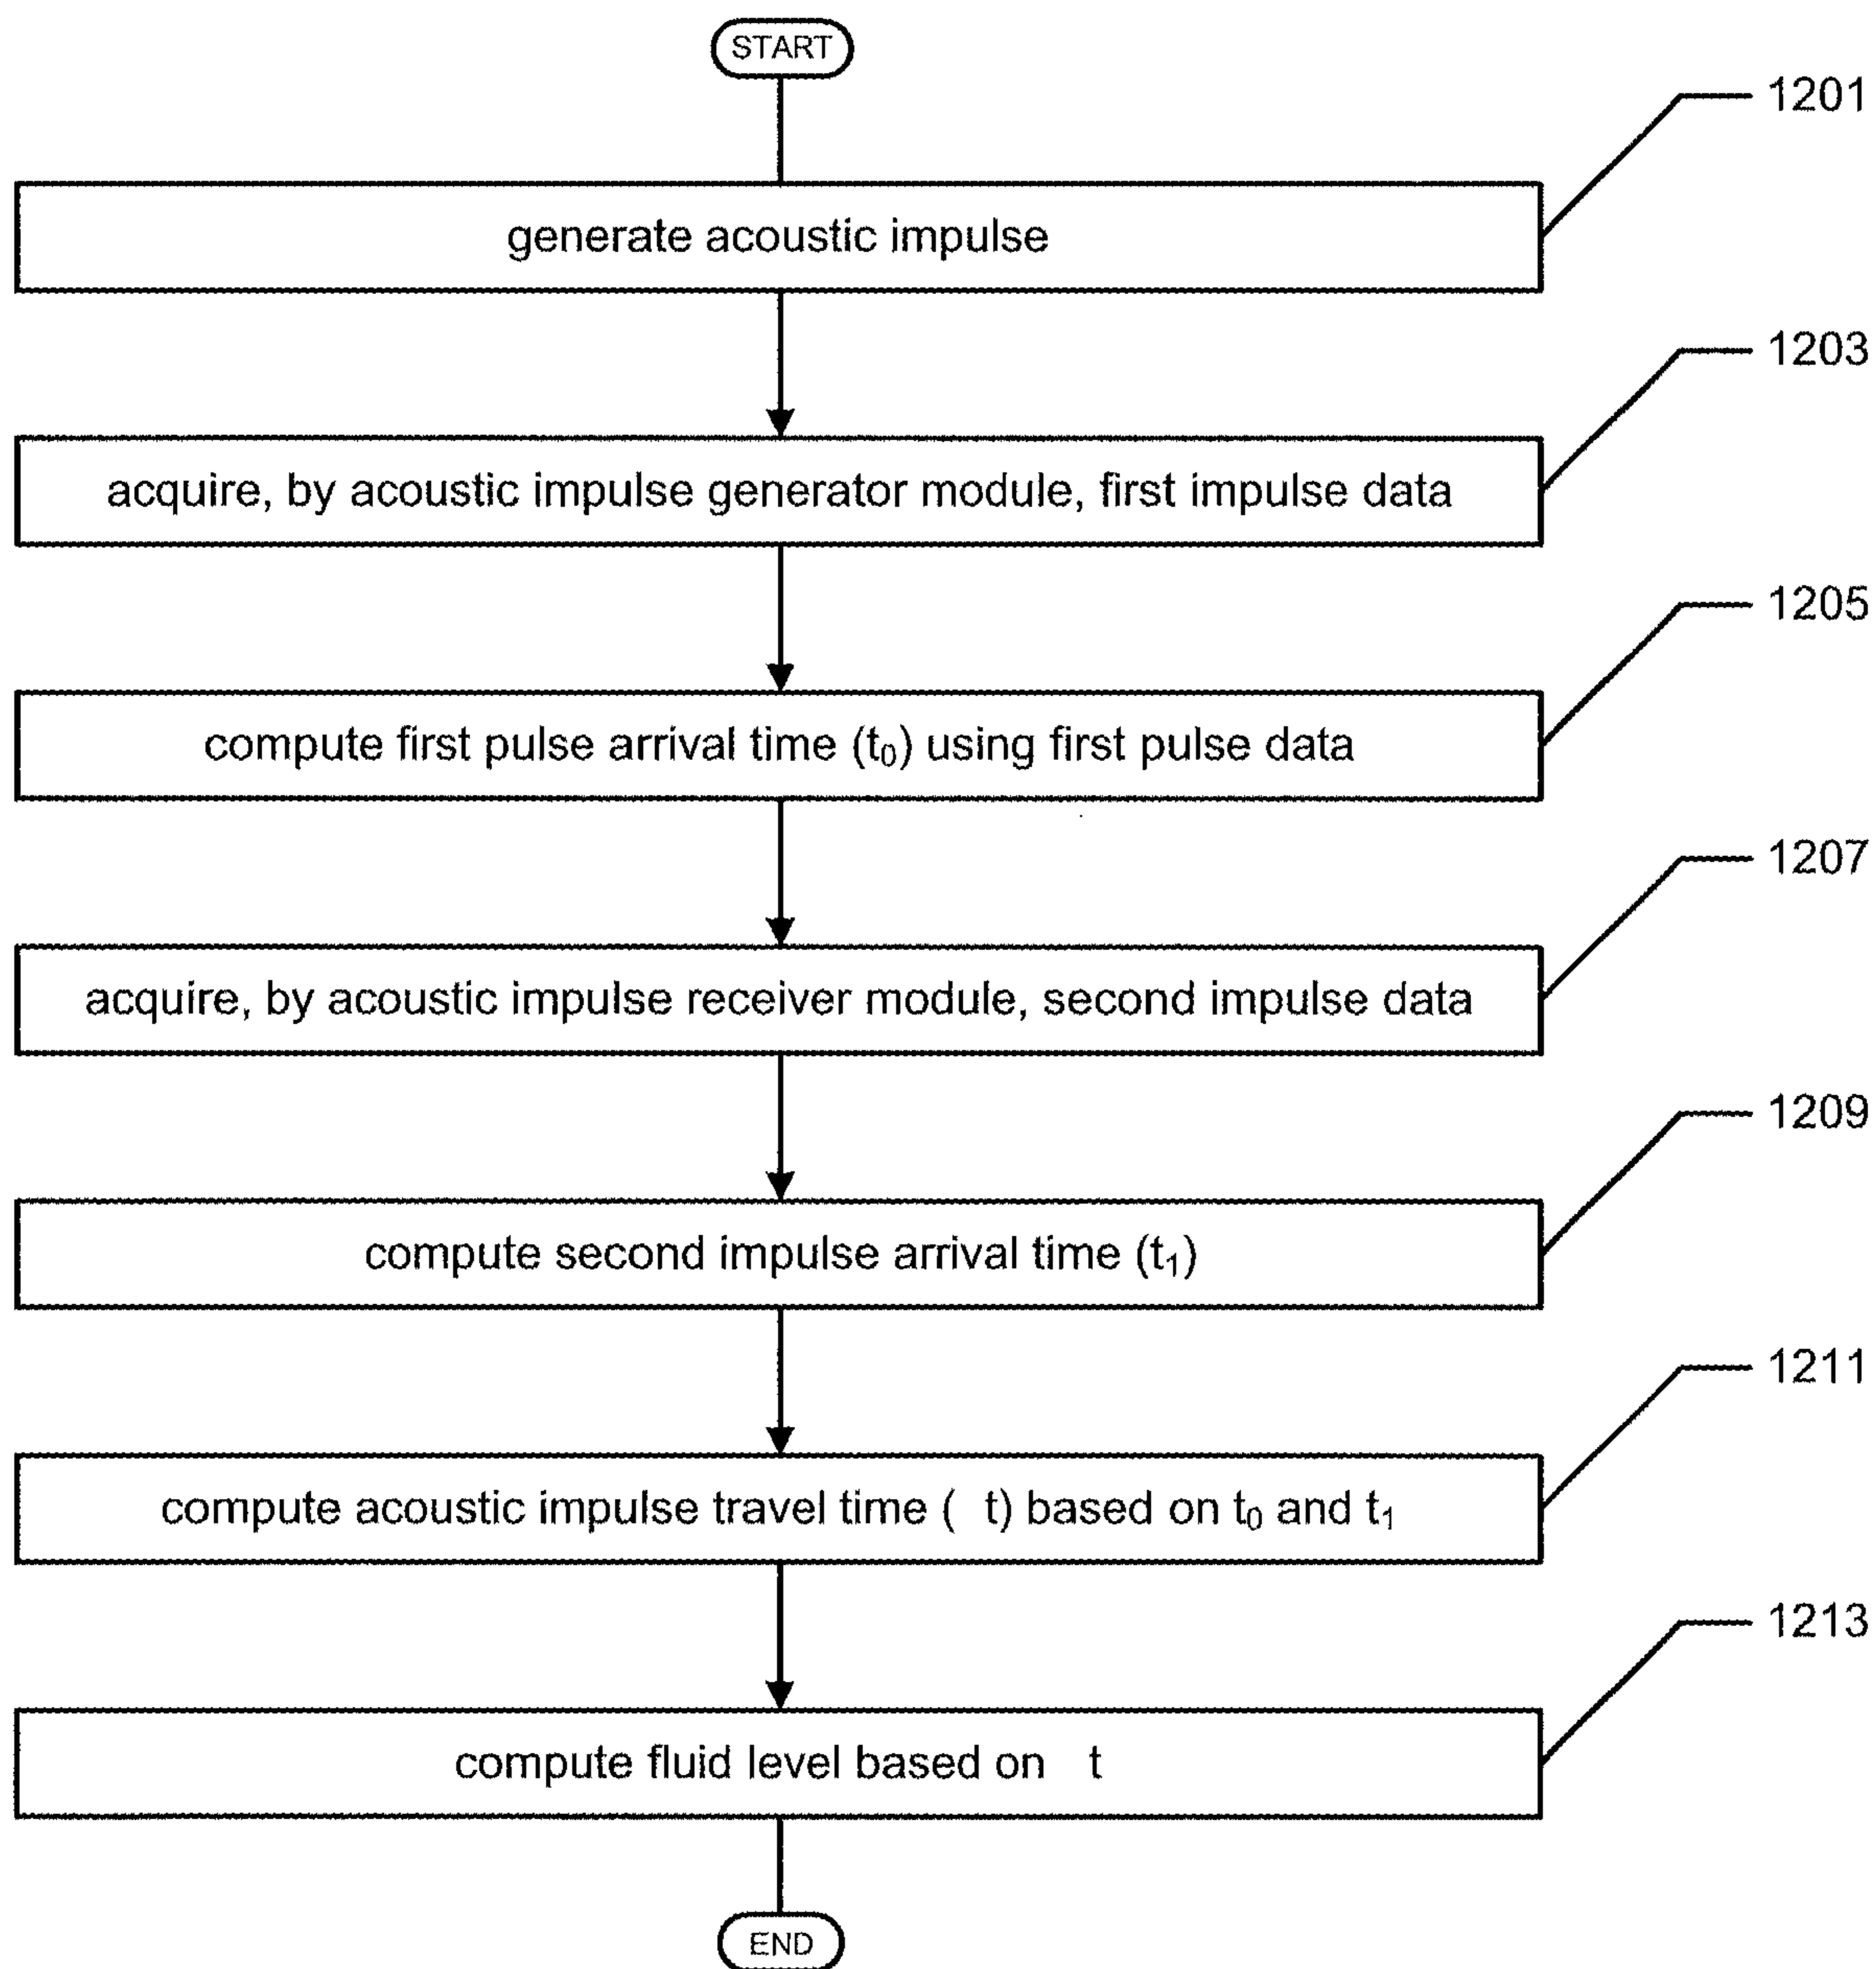 START
1201
generate acoustic impulse
1203
acquire, by acoustic impulse generator module, first impulse data
1205
compute first pulse arrival time (t₀) using first pulse data
1207
acquire, by acoustic impulse receiver module, second impulse data
1209
compute second impulse arrival time (t₁)
1211
compute acoustic impulse travel time ( t) based on t₀ and t₁
1213
compute fluid level based on t
END